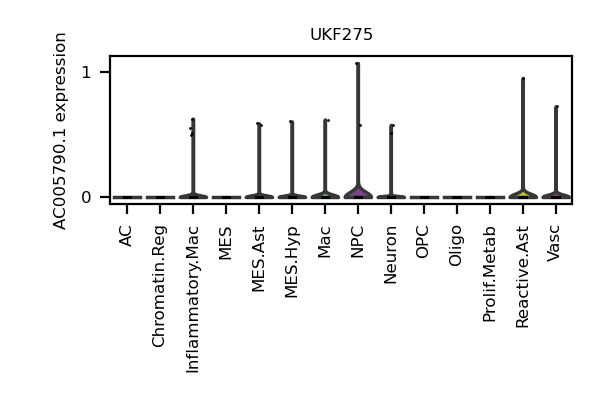 UKF275
AC005790.1 expression
1
0
AC
Chromatin.Reg
Inflammatory.Mac
MES
MES.Ast
MES.Hyp
Mac
NPC
Neuron
OPC
Oligo
Prolif.Metab
Reactive.Ast
Vasc